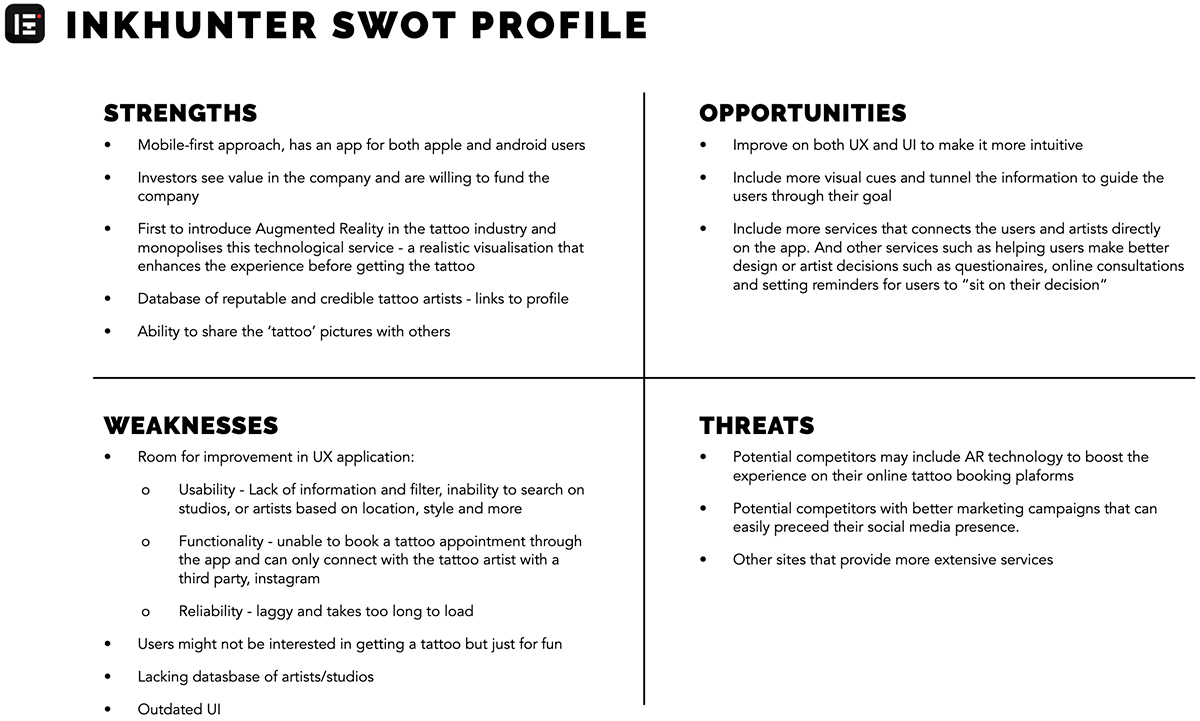 INKHUNTER SWOT PROFILE
STRENGTHS
• Mobile-first approach, has an app for both apple and android users
• Investors see value in the company and are willing to fund the
company
• First to introduce Augmented Reality in the tattoo industry and
monopolises this technological service - a realistic visualisation that
enhances the experience before getting the tattoo
• Database of reputable and credible tattoo artists - links to profile
• Ability to share the ‘tattoo’ pictures with others
OPPORTUNITIES
• Improve on both UX and UI to make it more intuitive
• Include more visual cues and tunnel the information to guide the
users through their goal
• Include more services that connects the users and artists directly
on the app. And other services such as helping users make better
design or artist decisions such as questionaires, online consultations
and setting reminders for users to “sit on their decision”
WEAKNESSES
• Room for improvement in UX application:
o Usability - Lack of information and filter, inability to search on
studios, or artists based on location, style and more
o Functionality - unable to book a tattoo appointment through
the app and can only connect with the tattoo artist with a
third party, instagram
o Reliability - laggy and takes too long to load
• Users might not be interested in getting a tattoo but just for fun
• Lacking datasbase of artists/studios
• Outdated UI
THREATS
• Potential competitors may include AR technology to boost the
experience on their online tattoo booking plaforms
• Potential competitors with better marketing campaigns that can
easily preceed their social media presence.
• Other sites that provide more extensive services